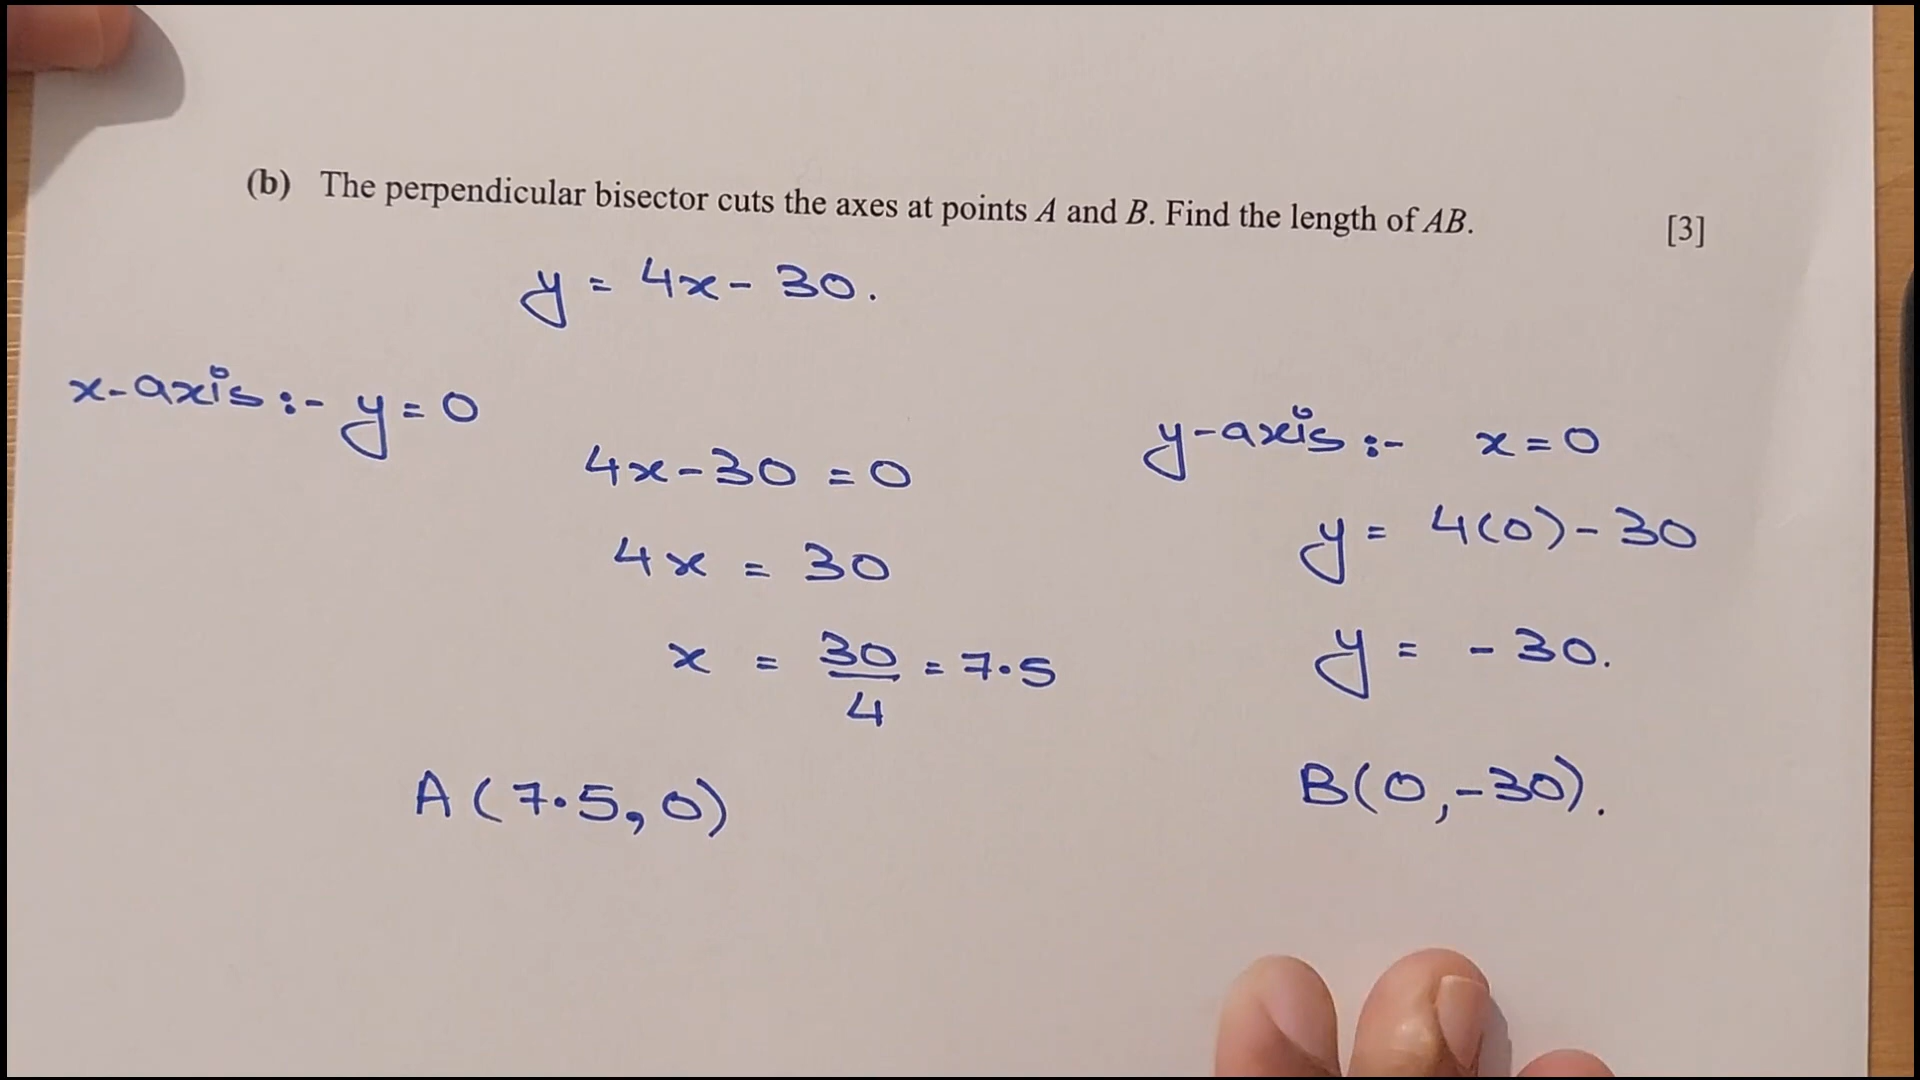 (b) The perpendicular bisector cuts the axes at points A and B. Find the length of AB. [3]
y = 4x - 30.
x-axis :- y = 0
4x - 30 = 0
4x = 30
x = 30/4 = 7.5
A (7.5, 0)
y-axis :- x = 0
y = 4(0) - 30
y = - 30.
B(0, -30).